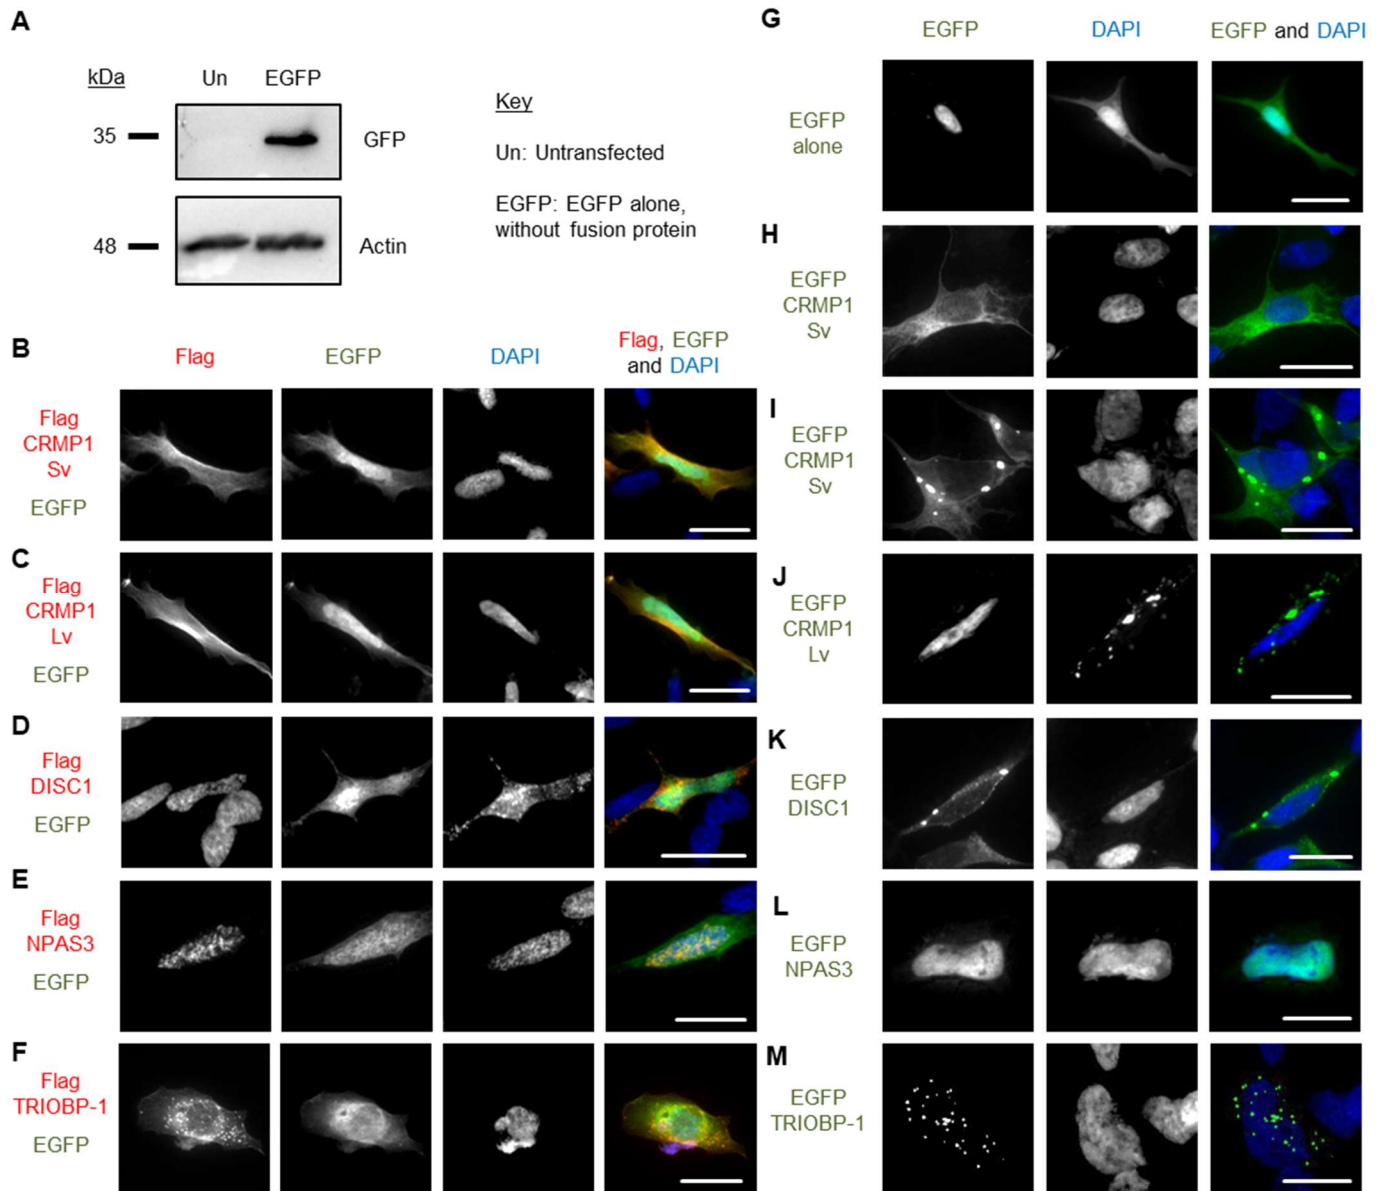 A
kDa
Un
EGFP
35
GFP
48
Actin
Key
Un: Untransfected
EGFP: EGFP alone,
without fusion protein
B
Flag
EGFP
DAPI
Flag, EGFP
and DAPI
Flag
CRMP1
Sv
EGFP
C
Flag
CRMP1
Lv
EGFP
D
Flag
DISC1
EGFP
E
Flag
NPAS3
EGFP
F
Flag
TRIOBP-1
EGFP
G
EGFP
DAPI
EGFP and DAPI
EGFP
alone
H
EGFP
CRMP1
Sv
I
EGFP
CRMP1
Sv
J
EGFP
CRMP1
Lv
K
EGFP
DISC1
L
EGFP
NPAS3
M
EGFP
TRIOBP-1